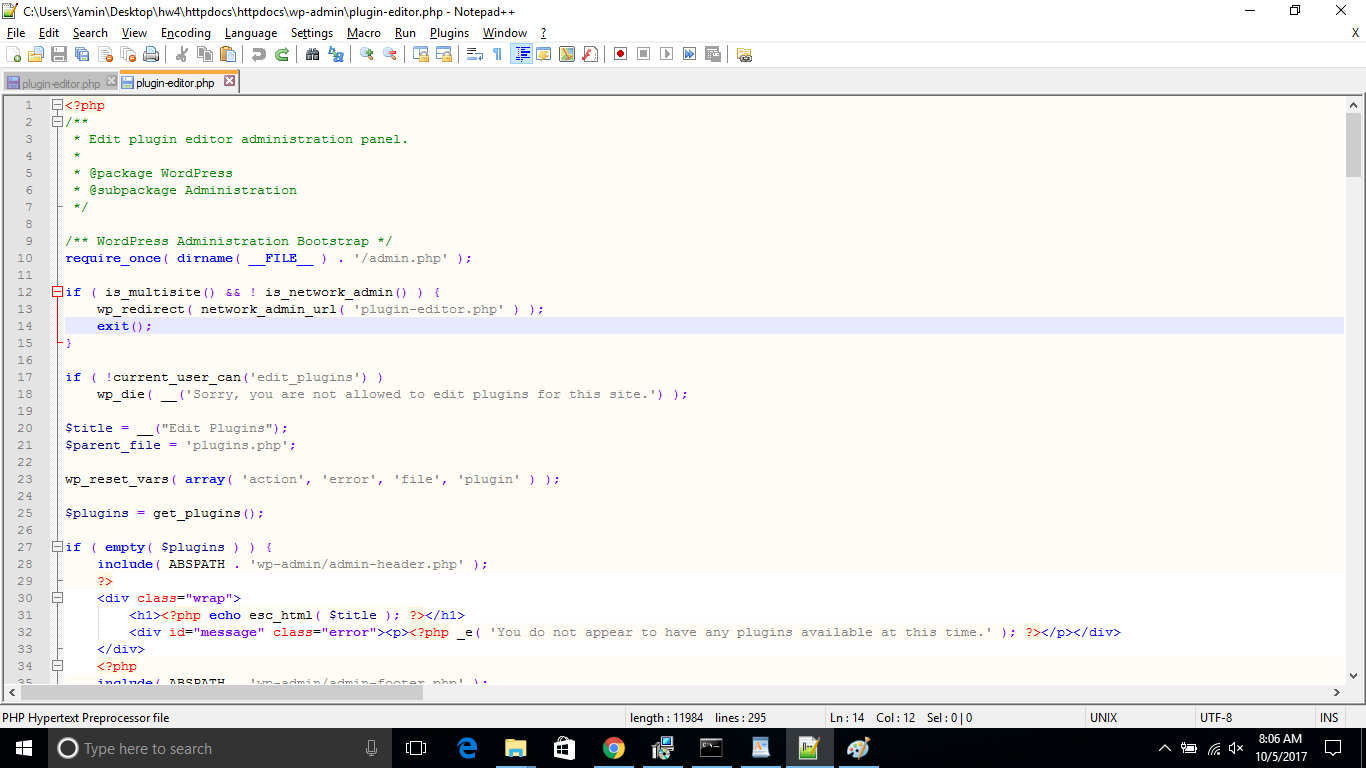 C:\Users\Yamin\Desktop\hw4\httpdocs\httpdocs\wp-admin\plugin-editor.php - Notepad++
File Edit Search View Encoding Language Settings Macro Run Plugins Window ? X
plugin-editor.php plugin-editor.php
1 <?php
2 /**
3 * Edit plugin editor administration panel.
4 *
5 * @package WordPress
6 * @subpackage Administration
7 */
8
9 /** WordPress Administration Bootstrap */
10 require_once( dirname( __FILE__ ) . '/admin.php' );
11
12 if ( is_multisite() && ! is_network_admin() ) {
13 wp_redirect( network_admin_url( 'plugin-editor.php' ) );
14 exit();
15 }
16
17 if ( !current_user_can('edit_plugins') )
18 wp_die( __('Sorry, you are not allowed to edit plugins for this site.') );
19
20 $title = __("Edit Plugins");
21 $parent_file = 'plugins.php';
22
23 wp_reset_vars( array( 'action', 'error', 'file', 'plugin' ) );
24
25 $plugins = get_plugins();
26
27 if ( empty( $plugins ) ) {
28 include( ABSPATH . 'wp-admin/admin-header.php' );
29 ?>
30 <div class="wrap">
31 <h1><?php echo esc_html( $title ); ?></h1>
32 <div id="message" class="error"><p><?php _e( 'You do not appear to have any plugins available at this time.' ); ?></p></div>
33 </div>
34 <?php
35 include( ABSPATH . 'wp-admin/admin-footer.php' );
PHP Hypertext Preprocessor file length : 11984 lines : 295 Ln : 14 Col : 12 Sel : 0 | 0 UNIX UTF-8 INS
Type here to search
8:06 AM
10/5/2017